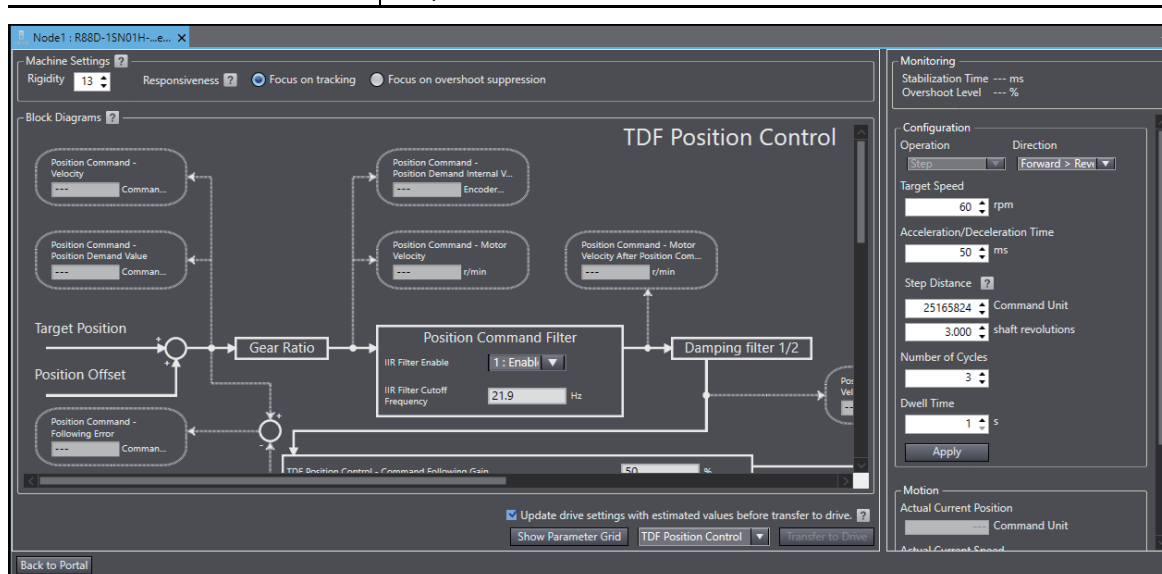 Node1 : R88D-1SN01H-...e...
Machine Settings ?
Rigidity 13 Responsiveness ? Focus on tracking Focus on overshoot suppression
Block Diagrams ?
TDF Position Control
Position Command -
Velocity
--- Comman...
Position Command -
Position Demand Internal V...
--- Encoder...
Position Command -
Position Demand Value
--- Comman...
Position Command - Motor
Velocity
--- r/min
Position Command - Motor
Velocity After Position Com...
--- r/min
Target Position
Gear Ratio
Position Command Filter
IIR Filter Enable 1 : Enabl
IIR Filter Cutoff
Frequency
21.9 Hz
Damping filter 1/2
Position Offset
Pos
Vel
--
Position Command -
Following Error
--- Comman...
TDF Position Control - Command Following Gain 50 %
Update drive settings with estimated values before transfer to drive. ?
Show Parameter Grid TDF Position Control Transfer to Drive
Back to Portal
Monitoring
Stabilization Time --- ms
Overshoot Level --- %
Configuration
Operation Direction
Step Forward > Reve
Target Speed
60 rpm
Acceleration/Deceleration Time
50 ms
Step Distance ?
25165824 Command Unit
3.000 shaft revolutions
Number of Cycles
3
Dwell Time
1 s
Apply
Motion
Actual Current Position
--- Command Unit
Actual Current Speed